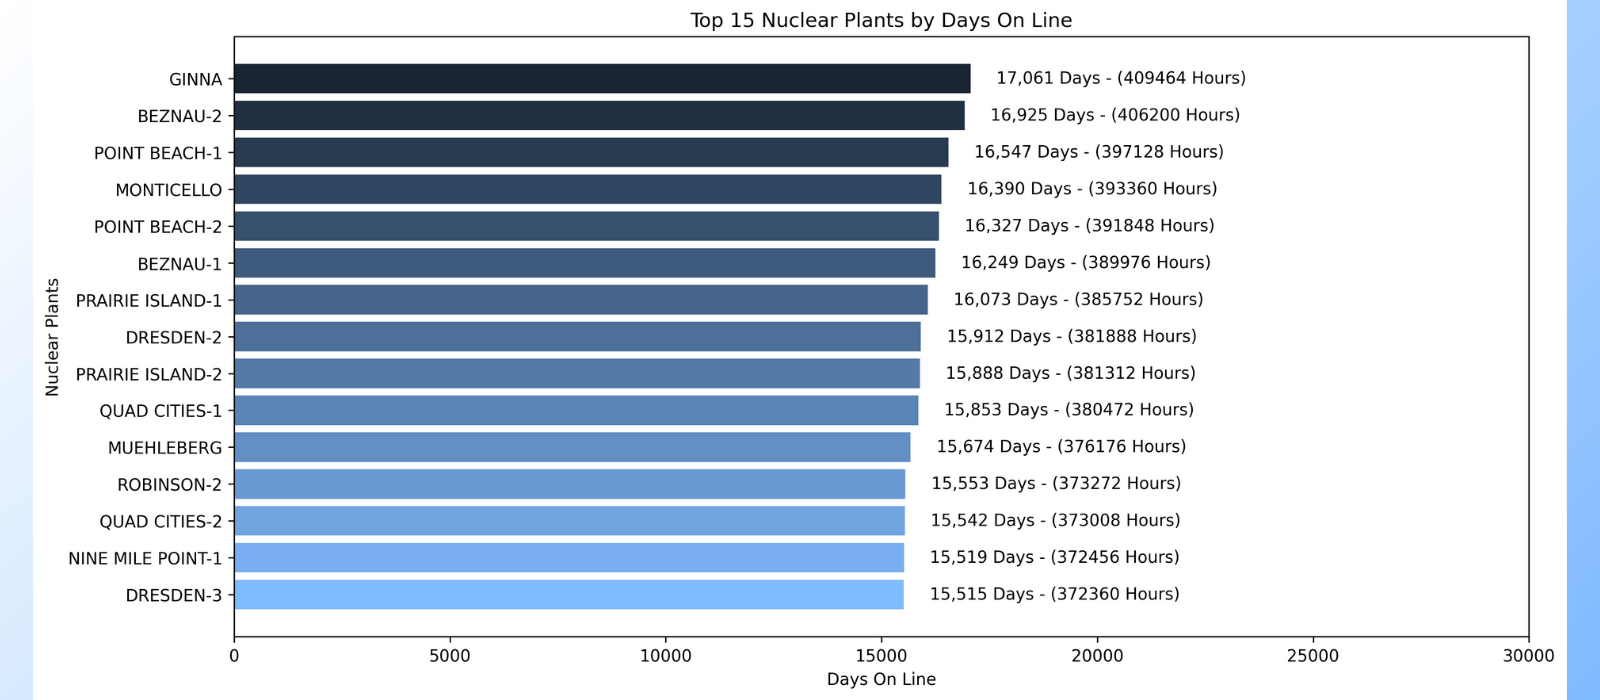 Top 15 Nuclear Plants by Days On Line
GINNA 17,061 Days - (409464 Hours)
BEZNAU-2 16,925 Days - (406200 Hours)
POINT BEACH-1 16,547 Days - (397128 Hours)
MONTICELLO 16,390 Days - (393360 Hours)
POINT BEACH-2 16,327 Days - (391848 Hours)
BEZNAU-1 16,249 Days - (389976 Hours)
PRAIRIE ISLAND-1 16,073 Days - (385752 Hours)
DRESDEN-2 15,912 Days - (381888 Hours)
PRAIRIE ISLAND-2 15,888 Days - (381312 Hours)
QUAD CITIES-1 15,853 Days - (380472 Hours)
MUEHLEBERG 15,674 Days - (376176 Hours)
ROBINSON-2 15,553 Days - (373272 Hours)
QUAD CITIES-2 15,542 Days - (373008 Hours)
NINE MILE POINT-1 15,519 Days - (372456 Hours)
DRESDEN-3 15,515 Days - (372360 Hours)
Nuclear Plants
0 5000 10000 15000 20000 25000 30000
Days On Line